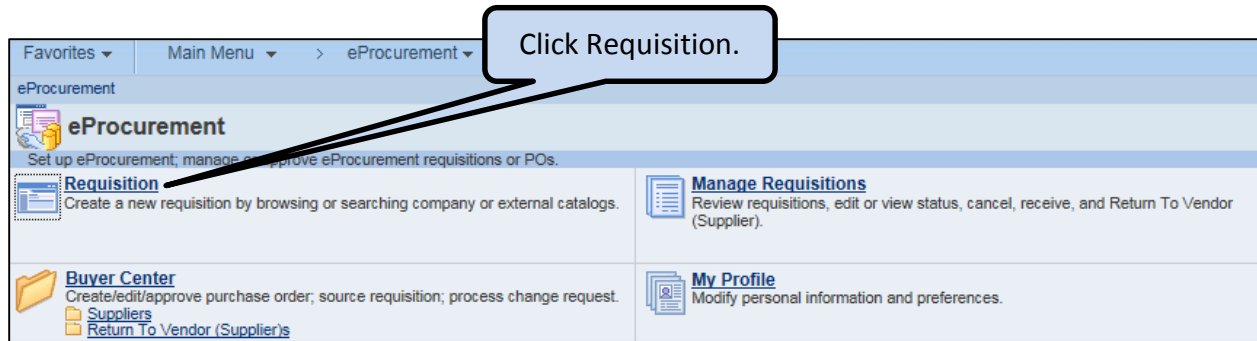 Click Requisition.
Favorites Main Menu > eProcurement
eProcurement
eProcurement
Set up eProcurement; manage or approve eProcurement requisitions or POs.
Requisition
Create a new requisition by browsing or searching company or external catalogs.
Manage Requisitions
Review requisitions, edit or view status, cancel, receive, and Return To Vendor
(Supplier).
Buyer Center
Create/edit/approve purchase order; source requisition; process change request.
Suppliers
Return To Vendor (Supplier)s
My Profile
Modify personal information and preferences.